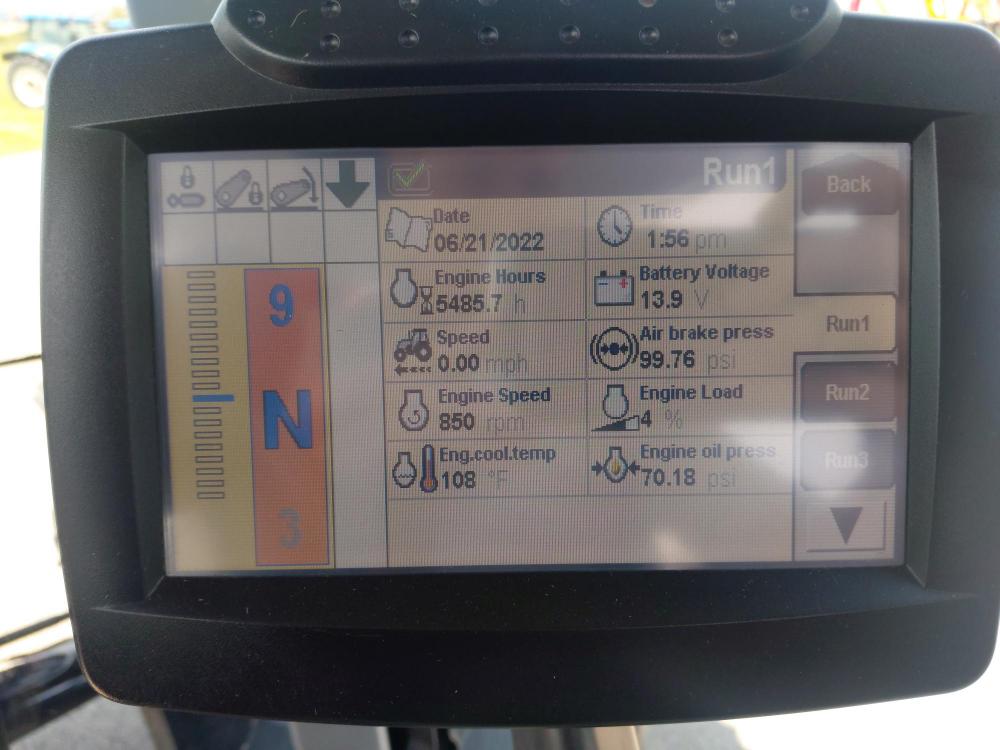 Run1
Back
Date
06/21/2022
Time
1:56 pm
Engine Hours
5485.7 h
Battery Voltage
13.9 V
Run1
Speed
0.00 mph
Air brake press
99.76 psi
Engine Speed
850 rpm
Engine Load
4 %
Run2
Eng.cool.temp
108 °F
Engine oil press
70.18 psi
Run3
9
N
3